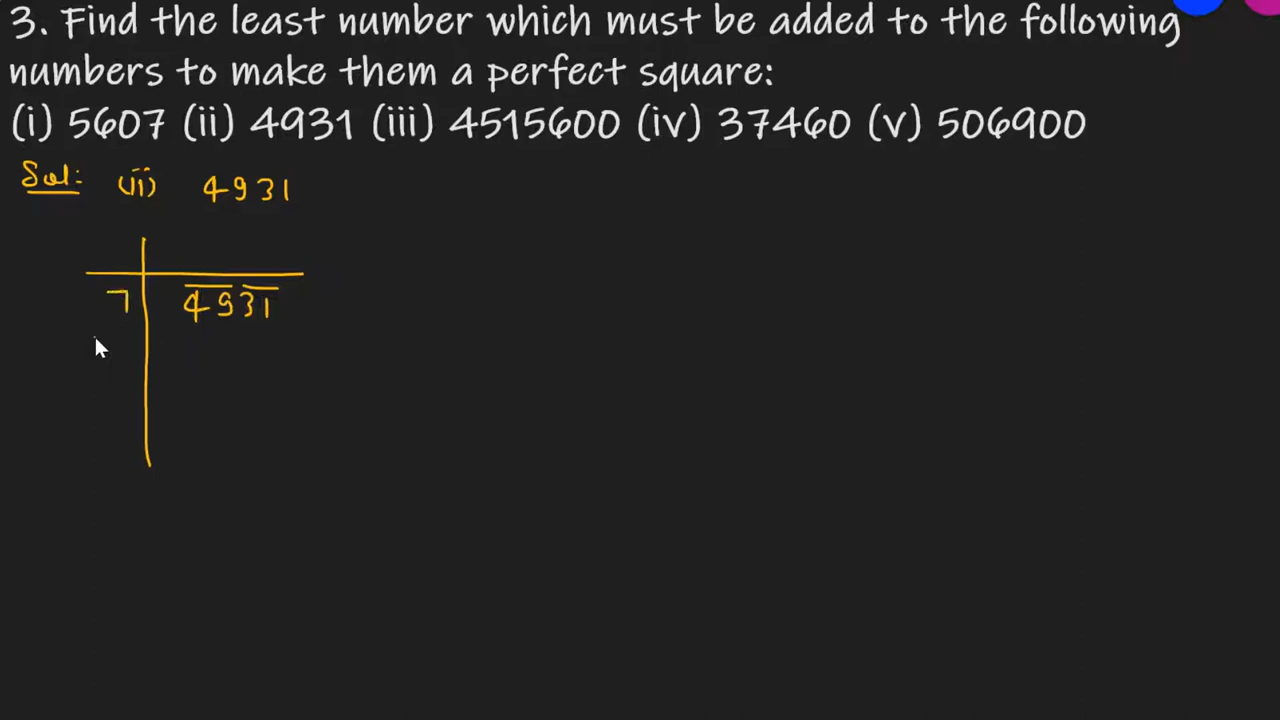 3. Find the least number which must be added to the following
numbers to make them a perfect square:
(i) 5607 (ii) 4931 (iii) 4515600 (iv) 37460 (v) 506900
Sol: (ii) 4931
7 4931